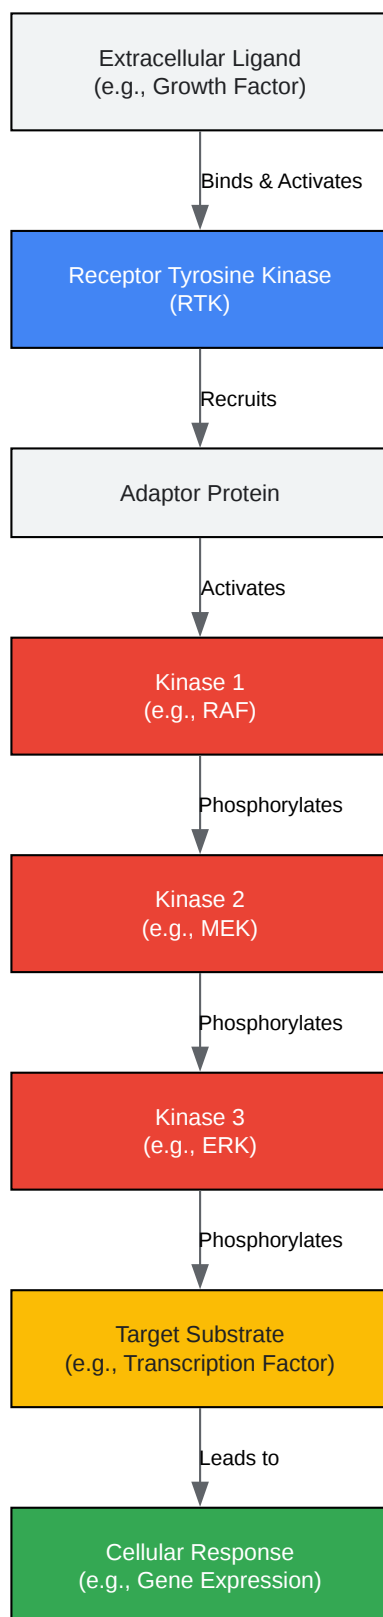 Extracellular Ligand
(e.g., Growth Factor)
Binds & Activates
Receptor Tyrosine Kinase
(RTK)
Recruits
Adaptor Protein
Activates
Kinase 1
(e.g., RAF)
Phosphorylates
Kinase 2
(e.g., MEK)
Phosphorylates
Kinase 3
(e.g., ERK)
Phosphorylates
Target Substrate
(e.g., Transcription Factor)
Leads to
Cellular Response
(e.g., Gene Expression)